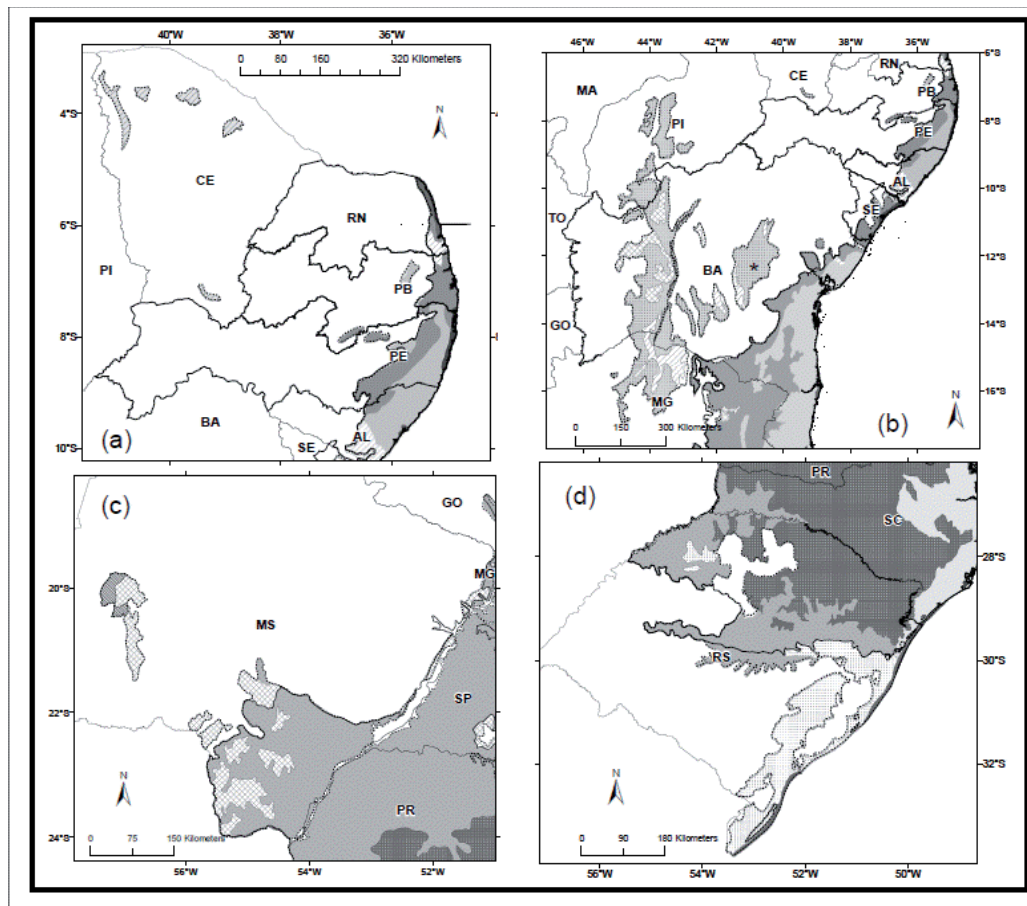 40°W 38°W 36°W
0 80 160 320 Kilometers
N
4°S
CE
RN
6°S
PI
PB
8°S
PE
BA
AL
(a)
SE
10°S
46°W 44°W 42°W 40°W 38°W 36°W
6°S
RN
CE
MA
PB
PI
8°S
PE
AL
10°S
TO
SE
BA
*
12°S
GO
14°S
N
MG
16°S
(b)
0 150 300 Kilometers
(c)
GO
20°S
MG
MS
SP
22°S
N
PR
0 75 150 Kilometers
24°S
56°W 54°W 52°W
(d)
PR
SC
28°S
RS
30°S
N
32°S
0 90 180 Kilometers
56°W 54°W 52°W 50°W